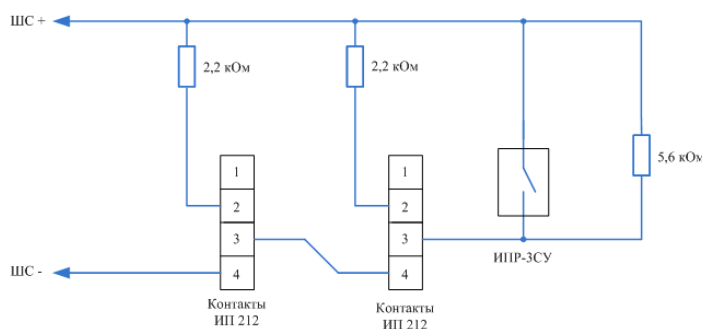 ШС +
2,2 кОм
2,2 кОм
5,6 кОм
1
2
3
4
1
2
3
4
ИПР-3СУ
ШС -
Контакты
ИП 212
Контакты
ИП 212